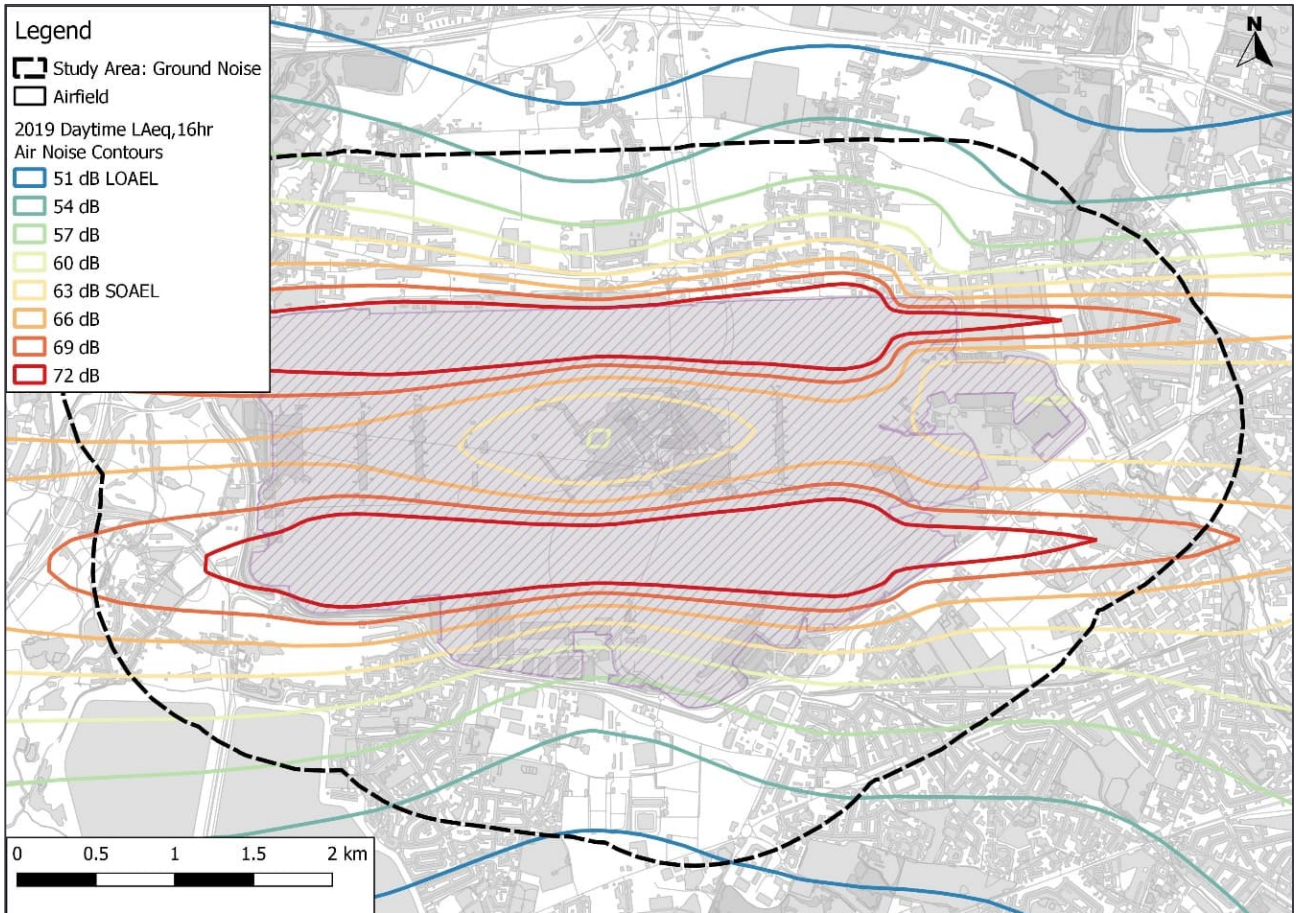 Legend
Study Area: Ground Noise
Airfield
2019 Daytime LAeq,16hr
Air Noise Contours
51 dB LOAEL
54 dB
57 dB
60 dB
63 dB SOAEL
66 dB
69 dB
72 dB
N
0 0.5 1 1.5 2 km